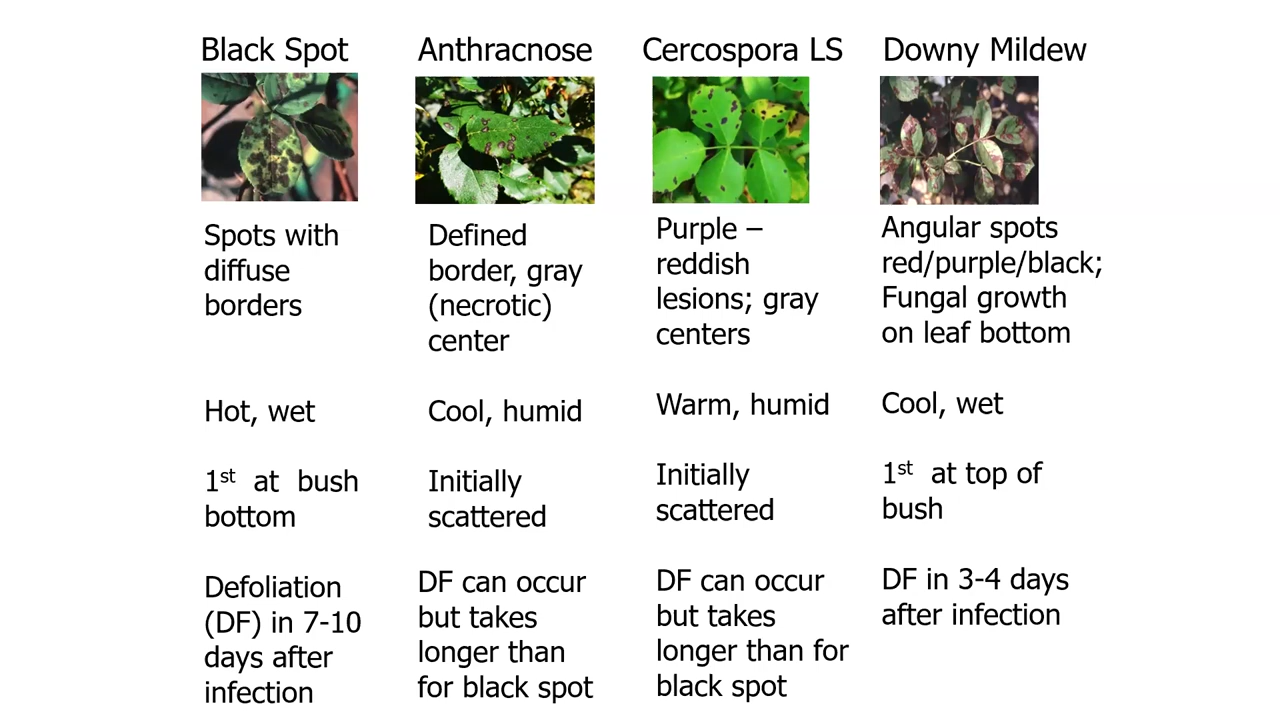 Black Spot
Anthracnose
Cercospora LS
Downy Mildew
Spots with
diffuse
borders
Defined
border, gray
(necrotic)
center
Purple –
reddish
lesions; gray
centers
Angular spots
red/purple/black;
Fungal growth
on leaf bottom
Hot, wet
Cool, humid
Warm, humid
Cool, wet
1st at bush
bottom
Initially
scattered
Initially
scattered
1st at top of
bush
Defoliation
(DF) in 7-10
days after
infection
DF can occur
but takes
longer than
for black spot
DF can occur
but takes
longer than for
black spot
DF in 3-4 days
after infection